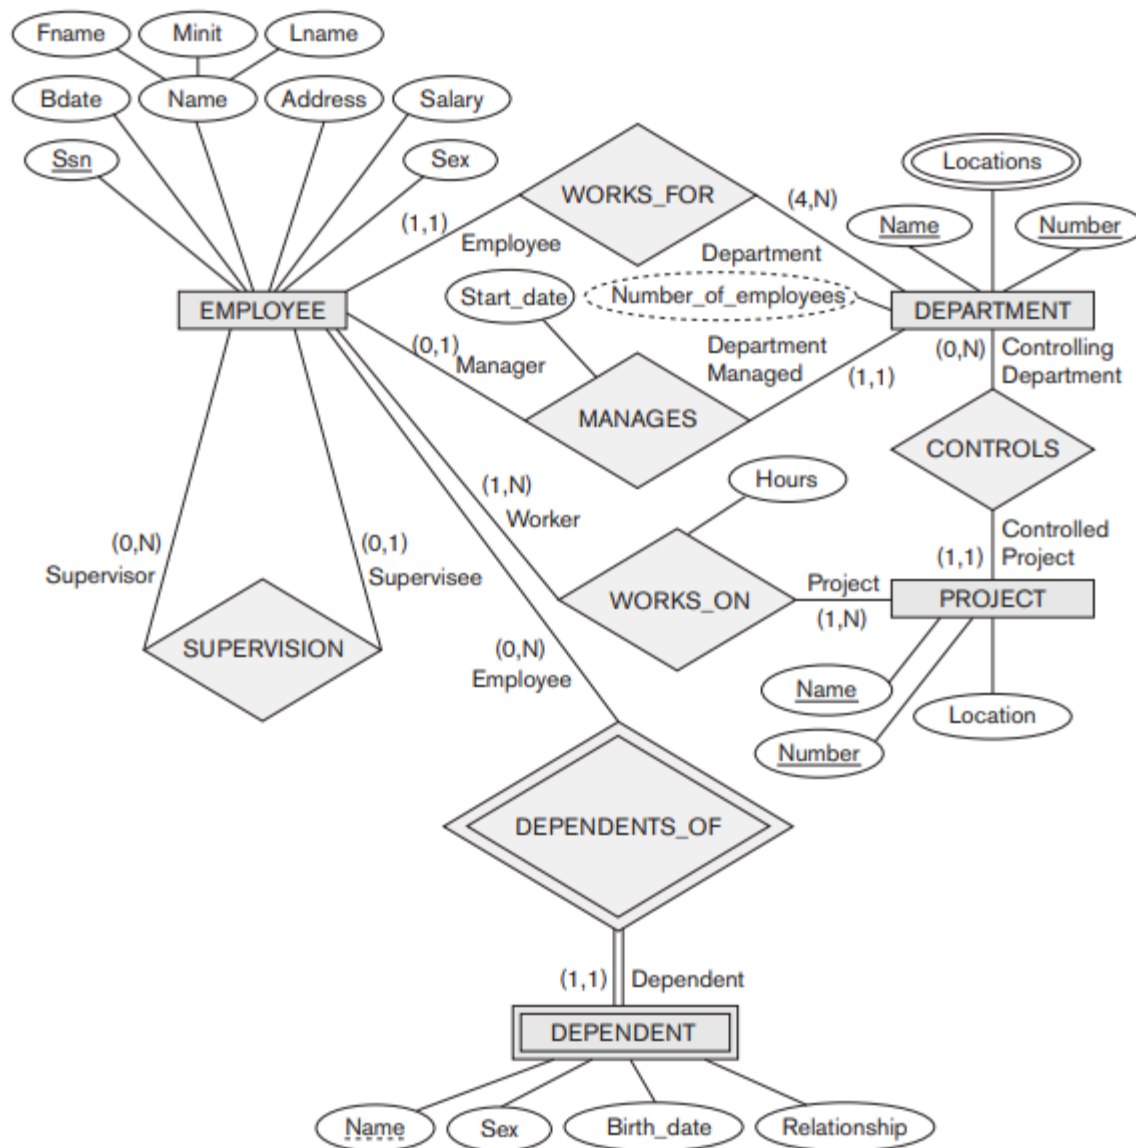 Fname
Minit
Lname
Bdate
Name
Address
Salary
Ssn
Sex
WORKS_FOR
Locations
(1,1)
Employee
(4,N)
Department
Name
Number
Start_date
Number_of_employees
EMPLOYEE
DEPARTMENT
(0,1)
Manager
Department
Managed
(1,1)
(0,N)
Controlling
Department
MANAGES
CONTROLS
Hours
(1,N)
Worker
(0,N)
Supervisor
(0,1)
Supervisee
Controlled
Project
(1,1)
WORKS_ON
Project
(1,N)
PROJECT
SUPERVISION
(0,N)
Employee
Name
Location
Number
DEPENDENTS_OF
(1,1)
Dependent
DEPENDENT
Name
Sex
Birth_date
Relationship